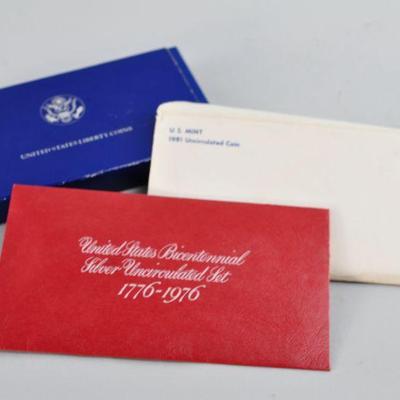 UNITED STATES LIBERTY COINS
U.S. MINT
1981 Uncirculated Coin
United States Bicentennial
Silver Uncirculated Set
1776-1976